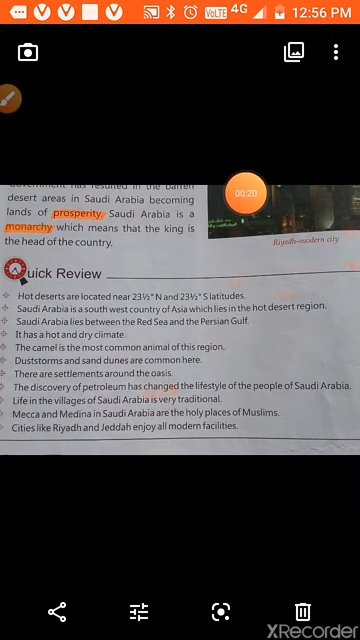 12:56 PM
VoLTE 4G
00:20
Government has resulted in the barren
desert areas in Saudi Arabia becoming
lands of prosperity. Saudi Arabia is a
monarchy which means that the king is
the head of the country.
Riyadh–modern city
Quick Review
Hot deserts are located near 23½° N and 23½° S latitudes.
Saudi Arabia is a south west country of Asia which lies in the hot desert region.
Saudi Arabia lies between the Red Sea and the Persian Gulf.
It has a hot and dry climate.
The camel is the most common animal of this region.
Duststorms and sand dunes are common here.
There are settlements around the oasis.
The discovery of petroleum has changed the lifestyle of the people of Saudi Arabia.
Life in the villages of Saudi Arabia is very traditional.
Mecca and Medina in Saudi Arabia are the holy places of Muslims.
Cities like Riyadh and Jeddah enjoy all modern facilities.
XRecorder